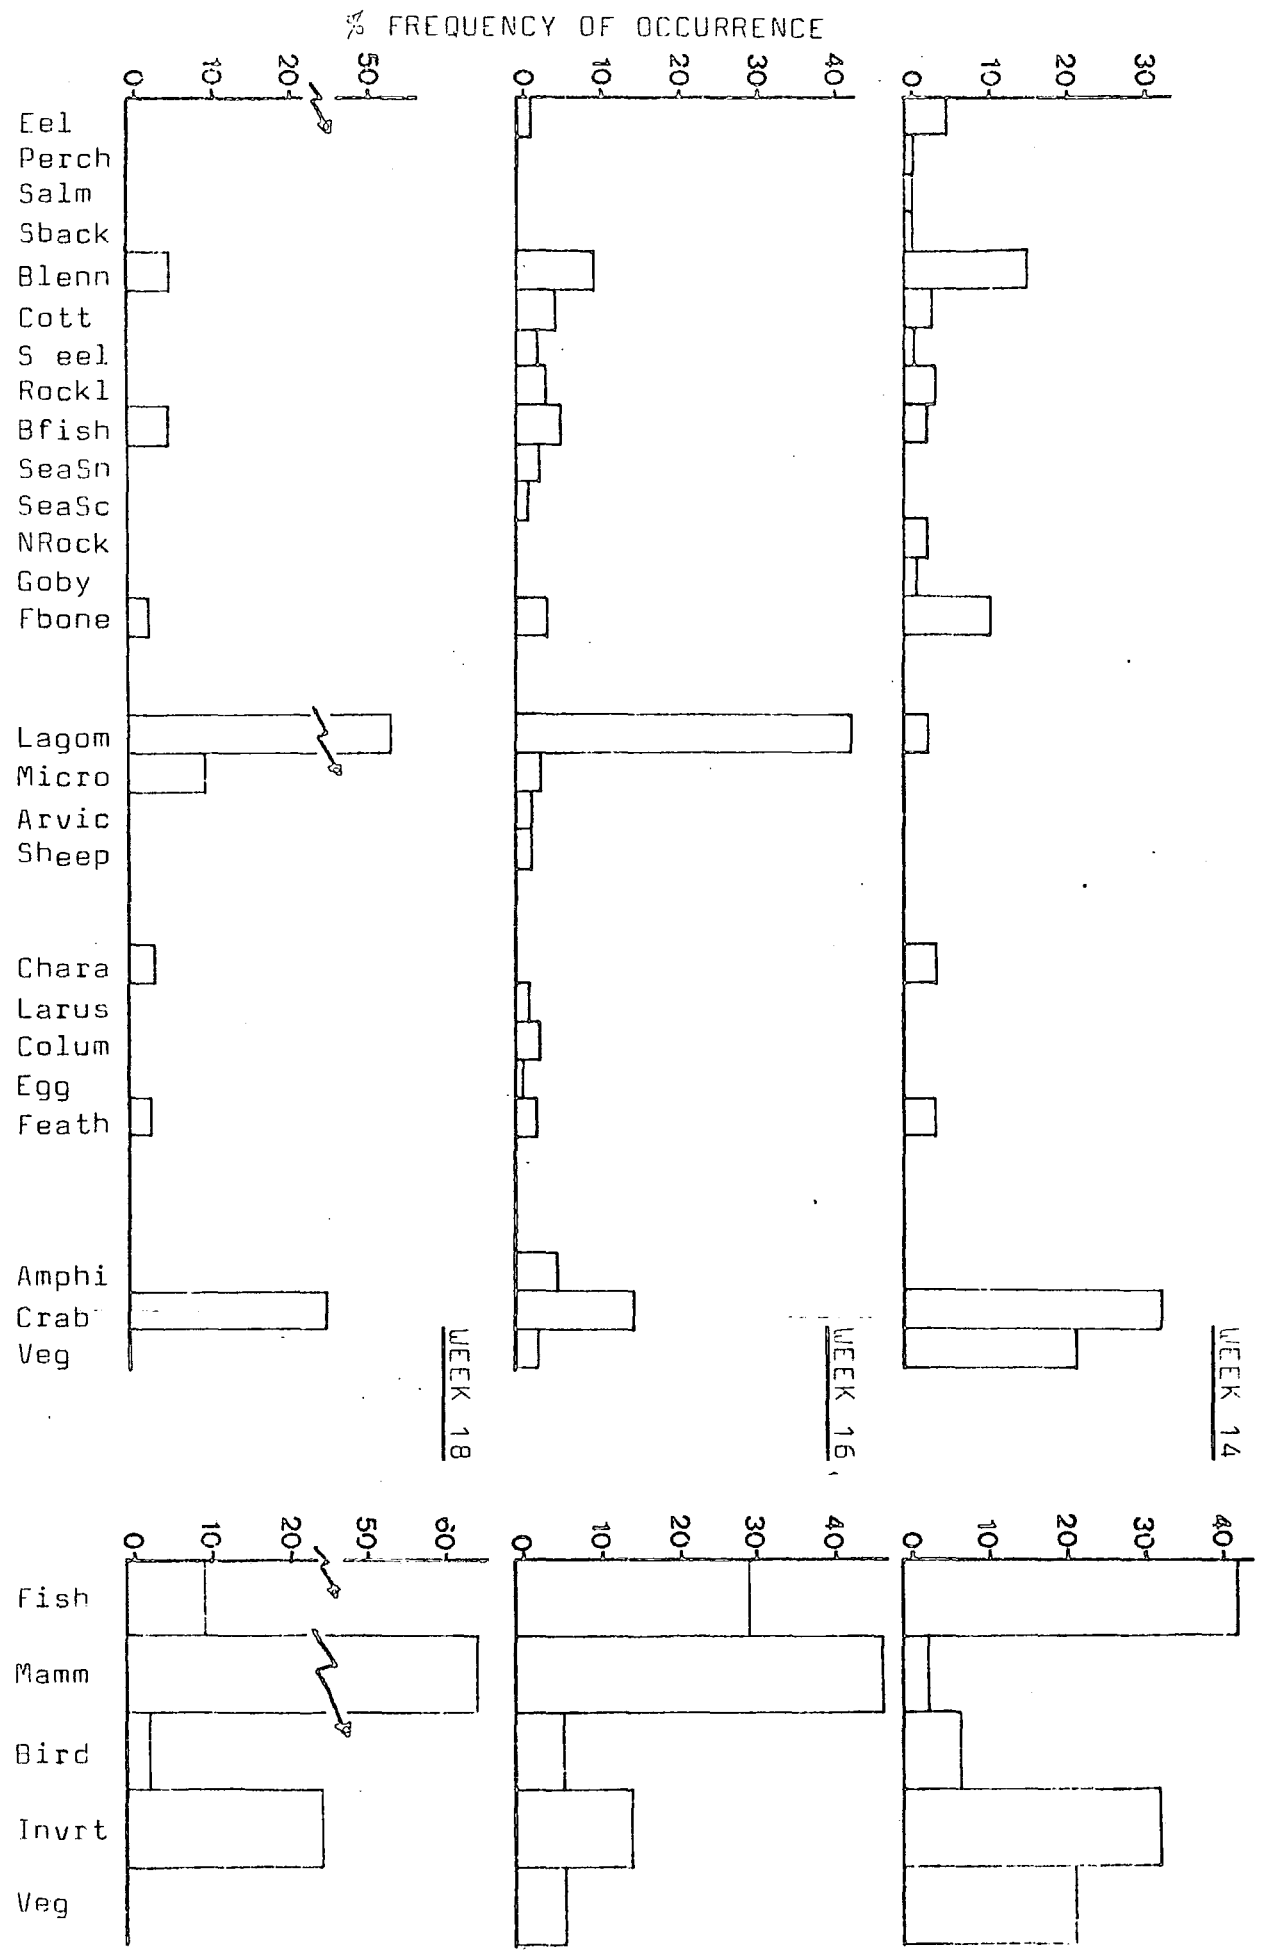 % FREQUENCY OF OCCURRENCE
0 10 20 50
0 10 20 30 40
0 10 20 30
Eel
Perch
Salm
Sback
Blenn
Cott
S eel
Rockl
Bfish
SeaSn
SeaSc
NRock
Goby
Fbone
Lagom
Micro
Arvic
Sheep
Chara
Larus
Colum
Egg
Feath
Amphi
Crab
Veg
WEEK 18
WEEK 16
WEEK 14
0 10 20 50 60
0 10 20 30 40
0 10 20 30 40
Fish
Mamm
Bird
Invrt
Veg